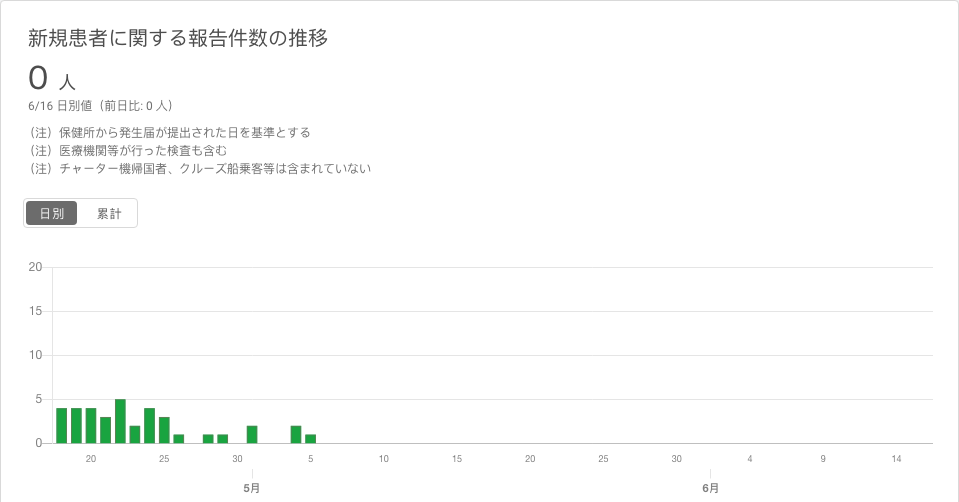 新規患者に関する報告件数の推移
0 人
6/16 日別値（前日比: 0 人）
（注）保健所から発生届が提出された日を基準とする
（注）医療機関等が行った検査も含む
（注）チャーター機帰国者、クルーズ船乗客等は含まれていない
日別 累計
20
15
10
5
0
20 25 30 5 10 15 20 25 30 4 9 14
5月 6月